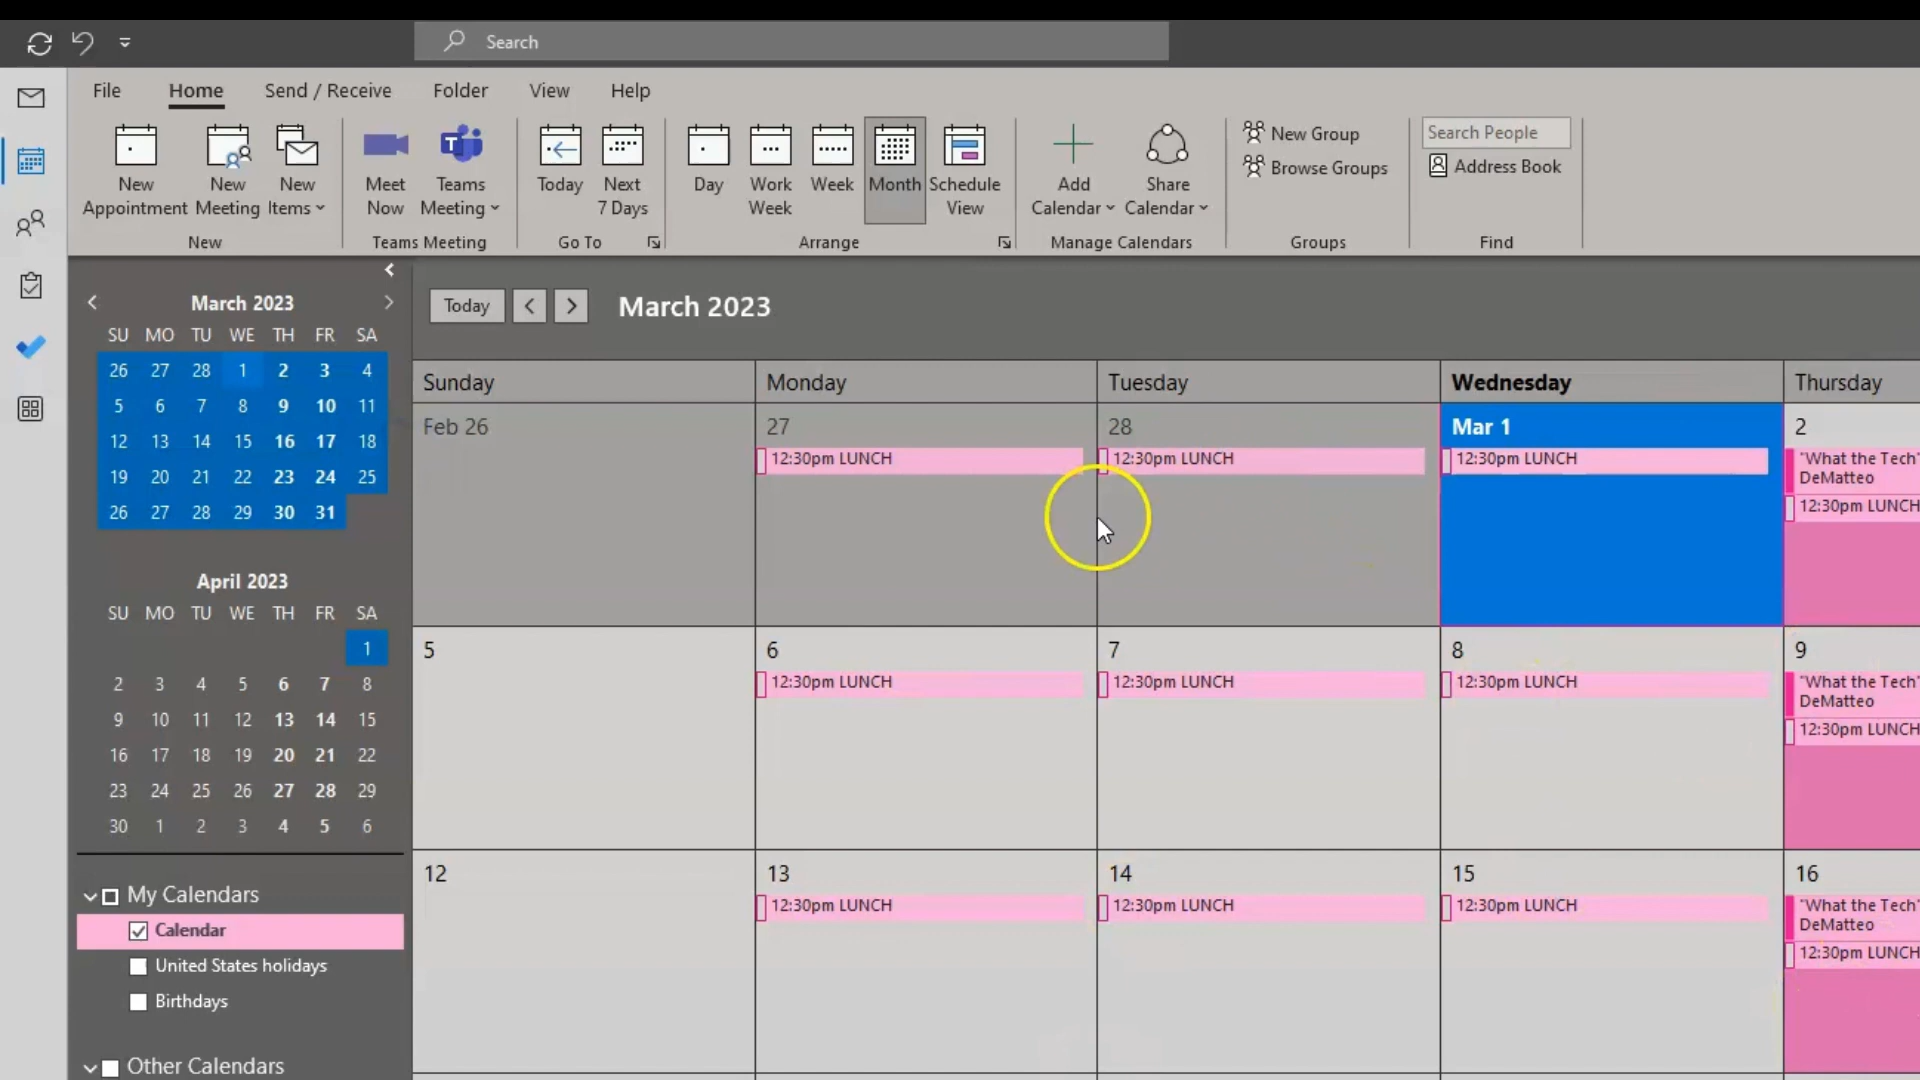 Search
File Home Send / Receive Folder View Help
New Appointment
New Meeting
New Items
New
Meet Now
Teams Meeting
Teams Meeting
Today
Next 7 Days
Go To
Day
Work Week
Week
Month
Schedule View
Arrange
Add Calendar
Share Calendar
Manage Calendars
New Group
Browse Groups
Groups
Search People
Address Book
Find
March 2023
SU MO TU WE TH FR SA
26 27 28 1 2 3 4
5 6 7 8 9 10 11
12 13 14 15 16 17 18
19 20 21 22 23 24 25
26 27 28 29 30 31
April 2023
SU MO TU WE TH FR SA
1
2 3 4 5 6 7 8
9 10 11 12 13 14 15
16 17 18 19 20 21 22
23 24 25 26 27 28 29
30 1 2 3 4 5 6
My Calendars
Calendar
United States holidays
Birthdays
Other Calendars
Today March 2023
Sunday Monday Tuesday Wednesday Thursday
Feb 26 27 28 Mar 1 2
12:30pm LUNCH 12:30pm LUNCH 12:30pm LUNCH "What the Tech"
DeMatteo
12:30pm LUNCH
5 6 7 8 9
12:30pm LUNCH 12:30pm LUNCH 12:30pm LUNCH "What the Tech"
DeMatteo
12:30pm LUNCH
12 13 14 15 16
12:30pm LUNCH 12:30pm LUNCH 12:30pm LUNCH "What the Tech"
DeMatteo
12:30pm LUNCH